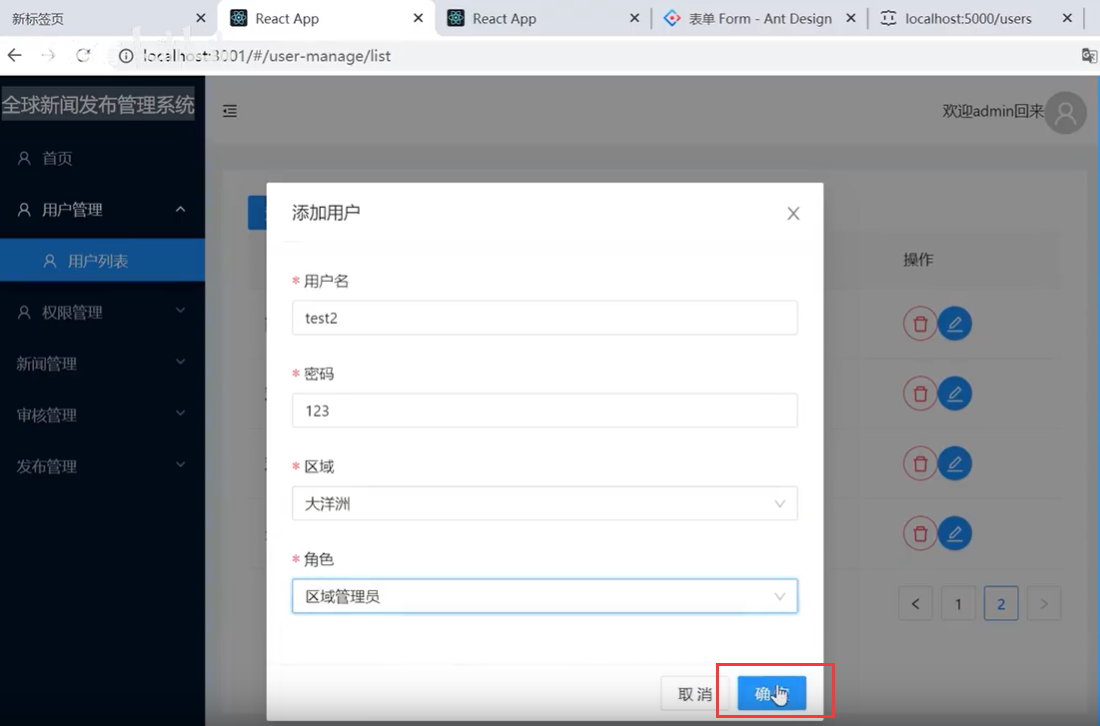 新标签页
React App
React App
表单 Form - Ant Design
localhost:5000/users
localhost:3001/#/user-manage/list
全球新闻发布管理系统
欢迎admin回来
首页
用户管理
用户列表
权限管理
新闻管理
审核管理
发布管理
添加用户
* 用户名
test2
* 密码
123
* 区域
大洋洲
* 角色
区域管理员
取消
确
操作
1
2